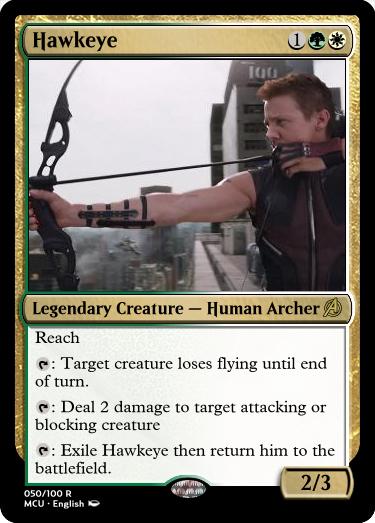 Hawkeye 1
Legendary Creature — Human Archer
Reach
: Target creature loses flying until end
of turn.
: Deal 2 damage to target attacking or
blocking creature
: Exile Hawkeye then return him to the
battlefield.
2/3
050/100 R
MCU • English